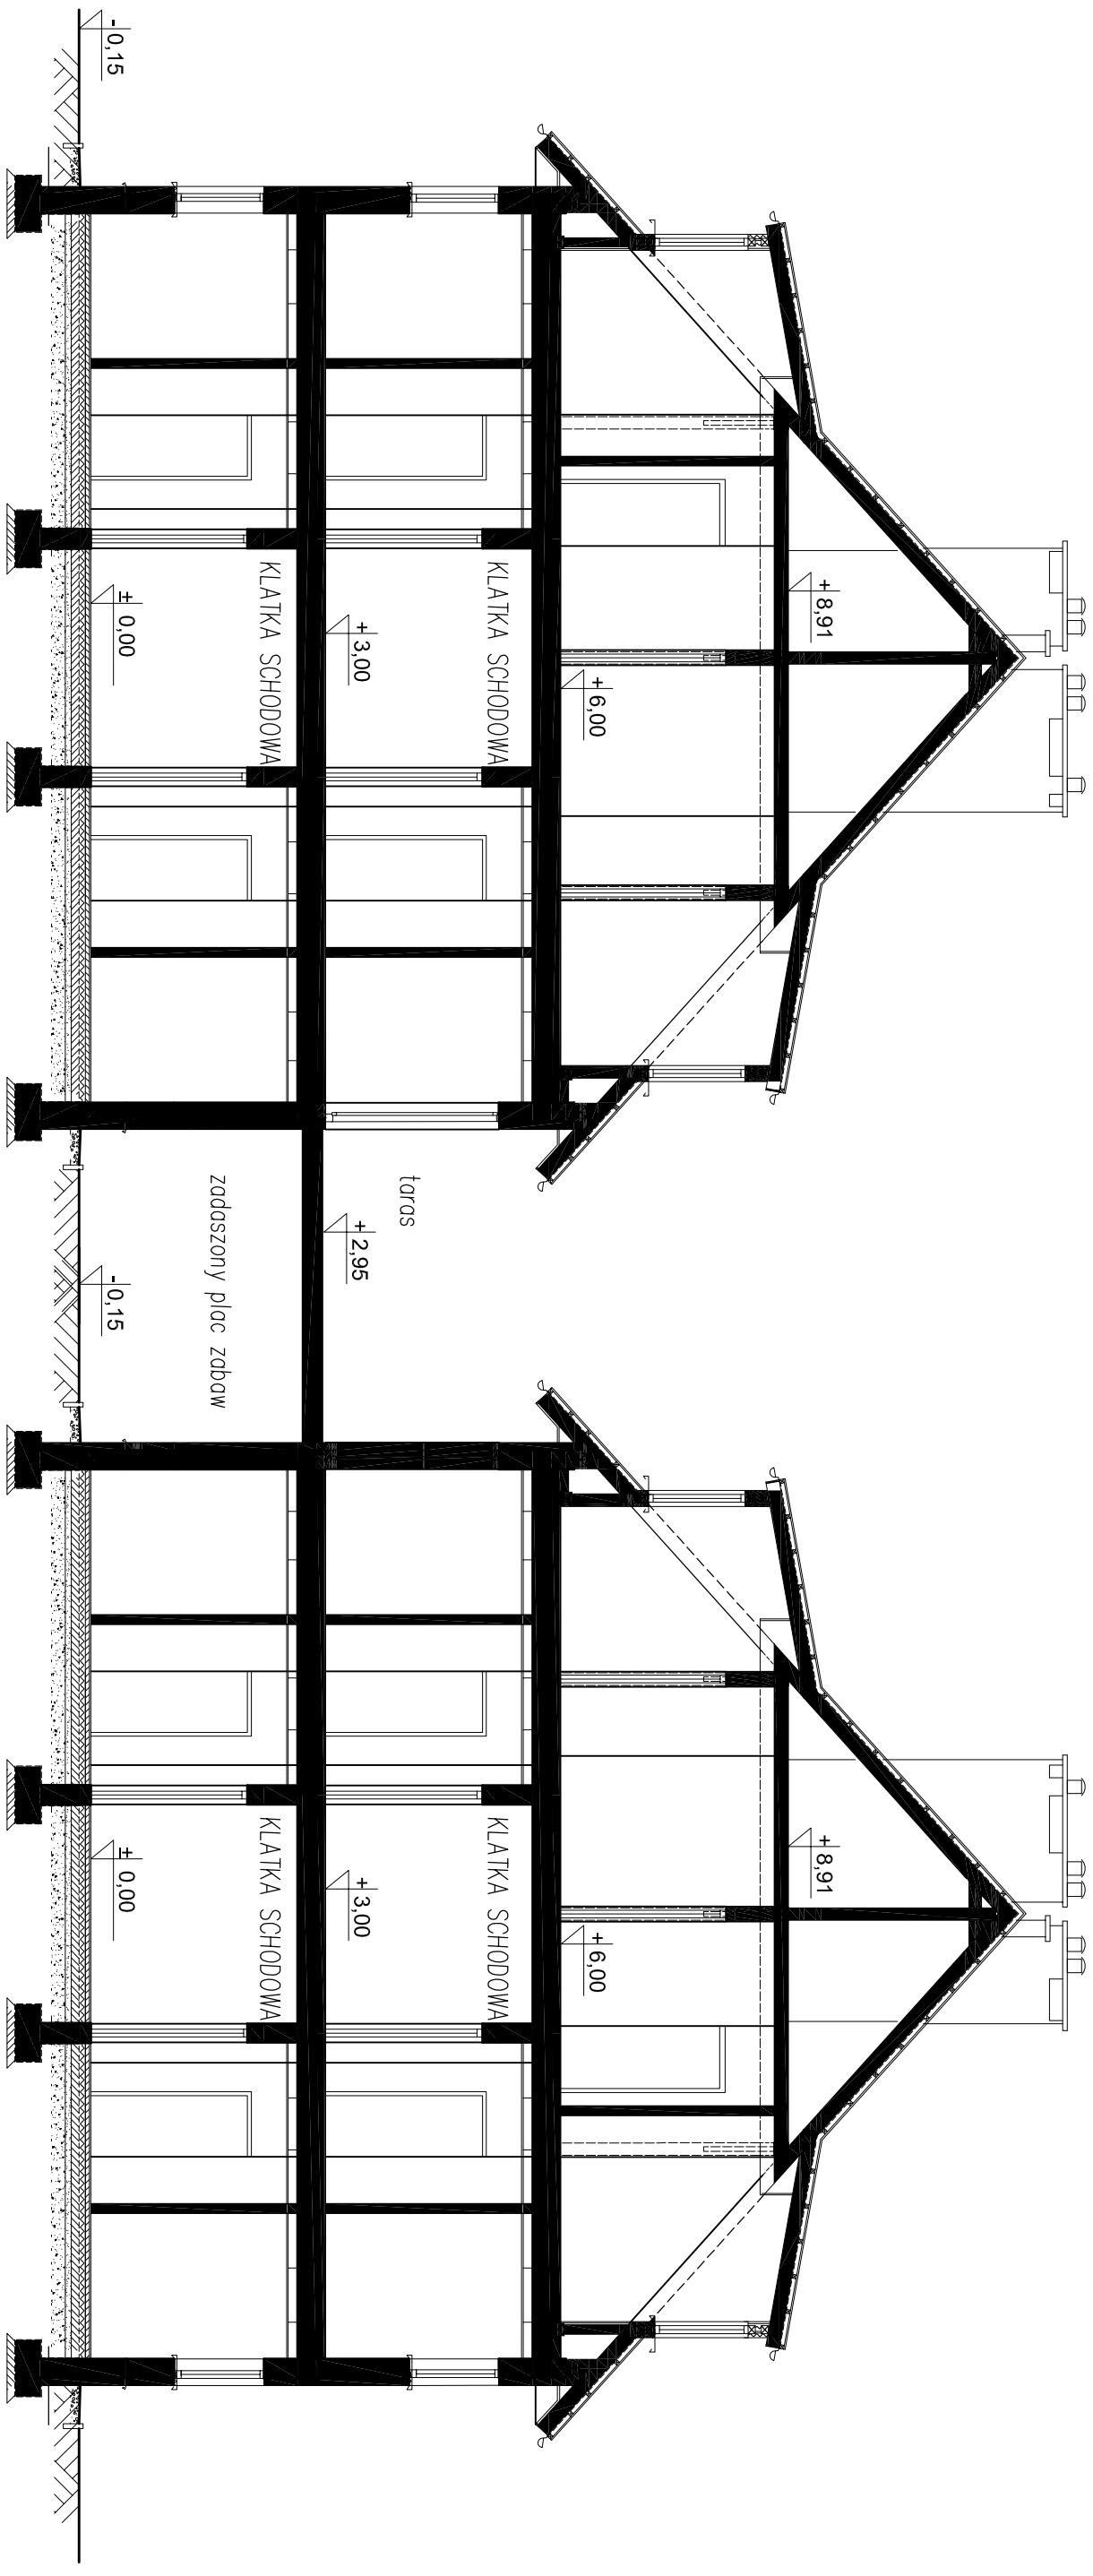 + 8,91
+ 8,91
+ 6,00
+ 6,00
KLATKA SCHODOWA
taras
KLATKA SCHODOWA
+ 3,00
+ 2,95
+ 3,00
KLATKA SCHODOWA
zadaszony plac zabaw
KLATKA SCHODOWA
± 0,00
± 0,00
- 0,15
- 0,15